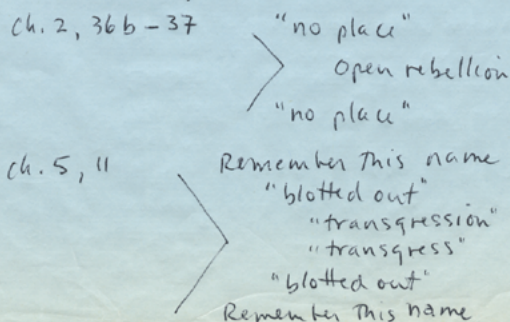 ch. 2, 36b-37 "no place"
open rebellion
"no place"
ch. 5, 11 Remember this name
"blotted out"
"transgression"
"transgress"
"blotted out"
Remember this name